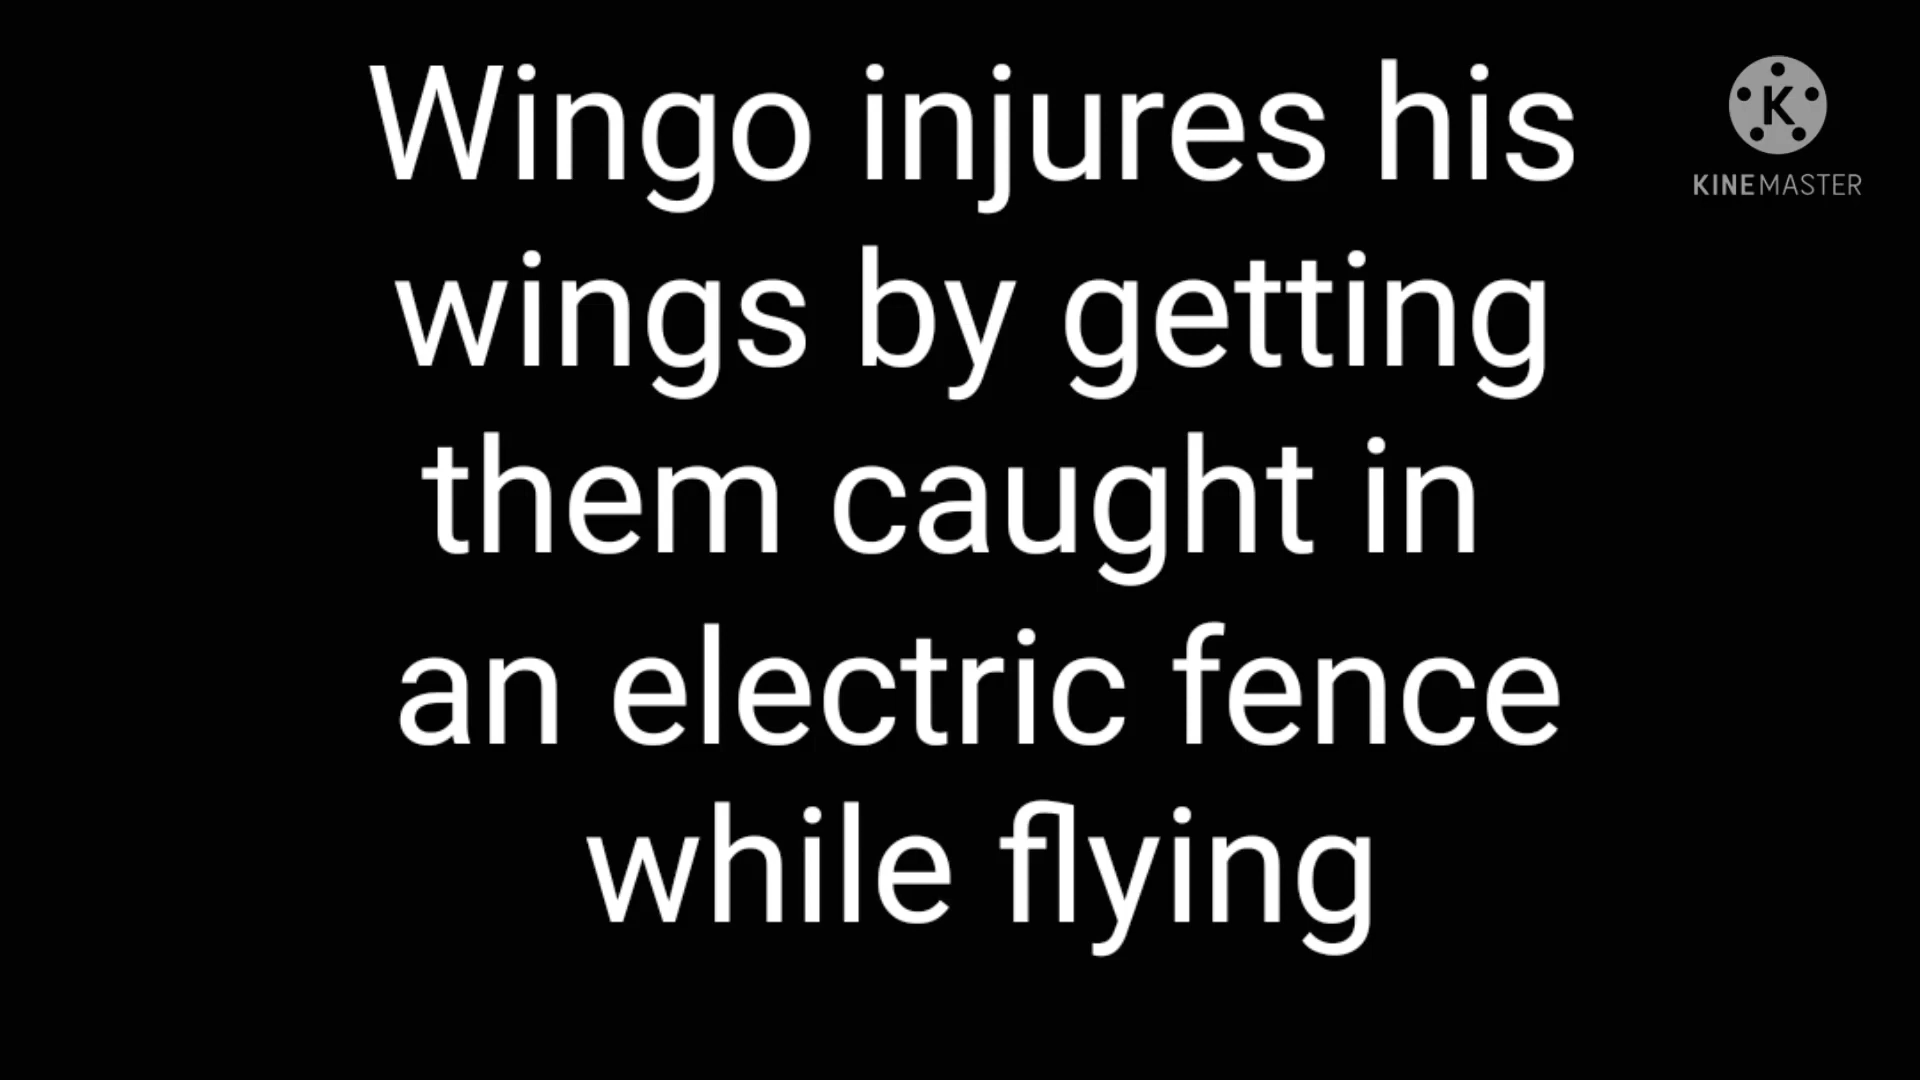 Wingo injures his
wings by getting
them caught in
an electric fence
while flying
K
KINEMASTER